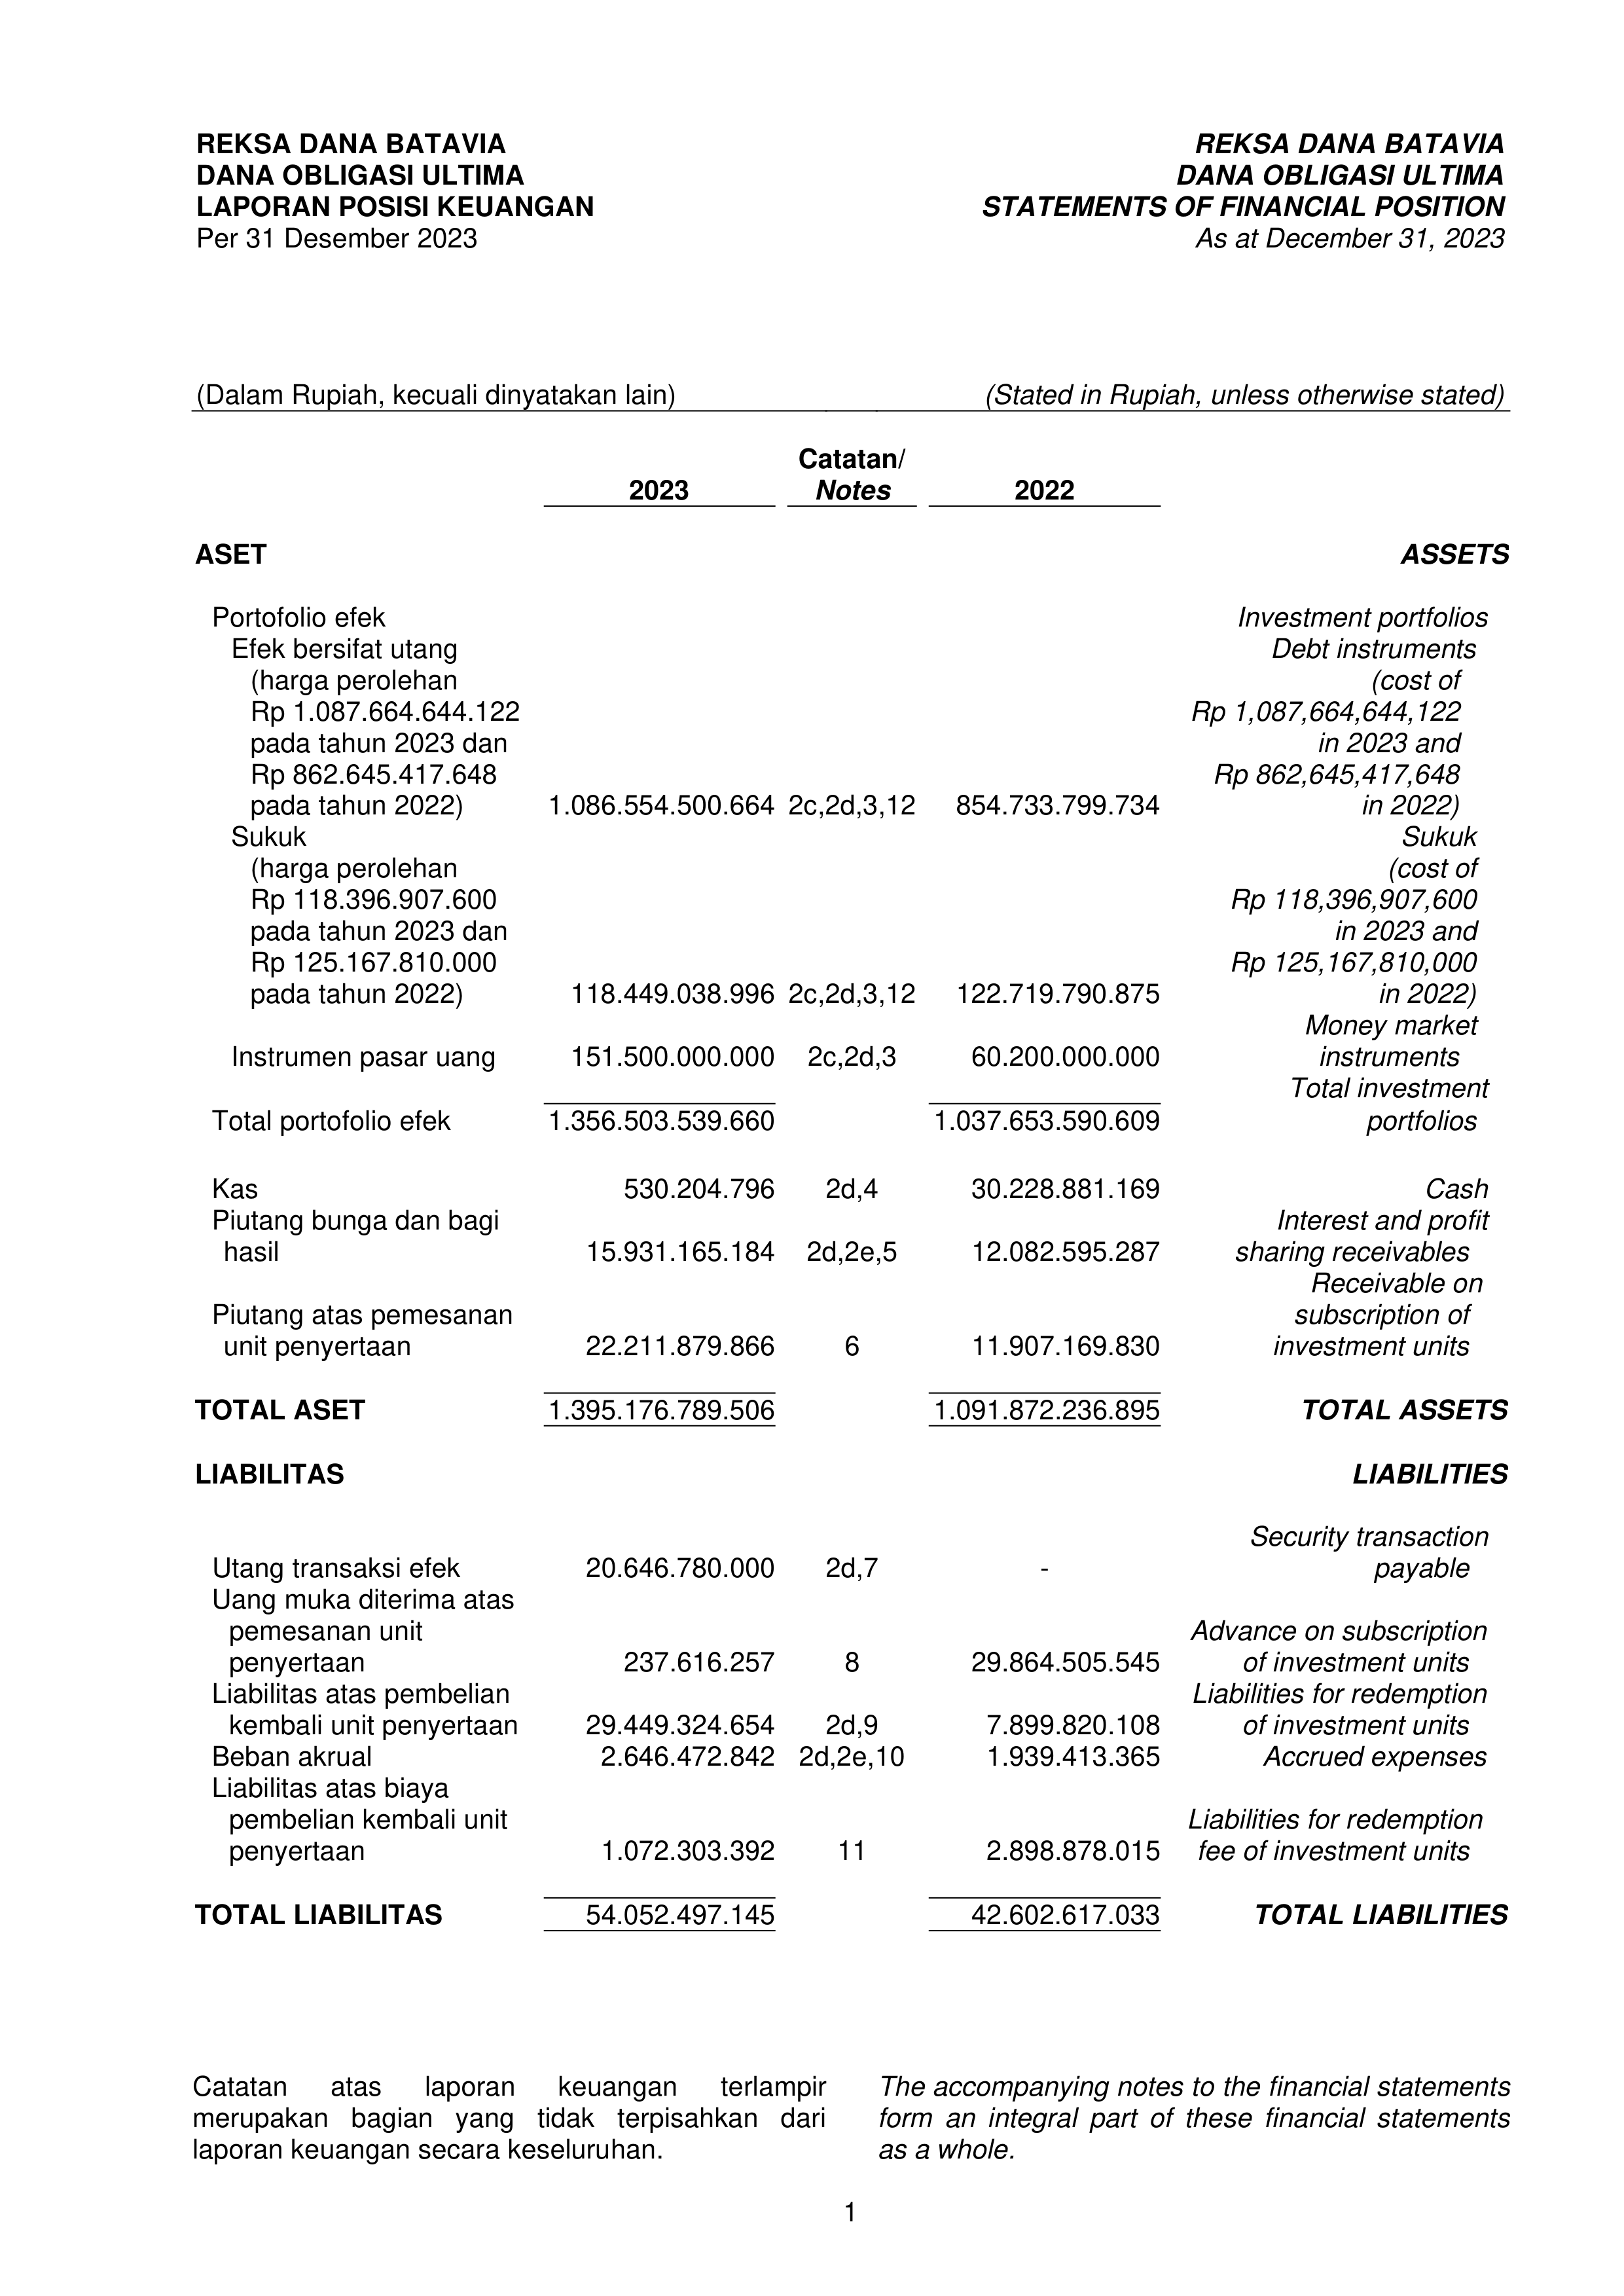 REKSA DANA BATAVIA
DANA OBLIGASI ULTIMA
LAPORAN POSISI KEUANGAN
Per 31 Desember 2023
REKSA DANA BATAVIA
DANA OBLIGASI ULTIMA
STATEMENTS OF FINANCIAL POSITION
As at December 31, 2023
(Dalam Rupiah, kecuali dinyatakan lain) (Stated in Rupiah, unless otherwise stated)
Catatan/
2023 Notes 2022
ASET ASSETS
Portofolio efek Investment portfolios
Efek bersifat utang Debt instruments
(harga perolehan (cost of
Rp 1.087.664.644.122 Rp 1,087,664,644,122
pada tahun 2023 dan in 2023 and
Rp 862.645.417.648 Rp 862,645,417,648
pada tahun 2022) 1.086.554.500.664 2c,2d,3,12 854.733.799.734 in 2022)
Sukuk Sukuk
(harga perolehan (cost of
Rp 118.396.907.600 Rp 118,396,907,600
pada tahun 2023 dan in 2023 and
Rp 125.167.810.000 Rp 125,167,810,000
pada tahun 2022) 118.449.038.996 2c,2d,3,12 122.719.790.875 in 2022)
Money market
Instrumen pasar uang 151.500.000.000 2c,2d,3 60.200.000.000 instruments
Total investment
Total portofolio efek 1.356.503.539.660 1.037.653.590.609 portfolios
Kas 530.204.796 2d,4 30.228.881.169 Cash
Piutang bunga dan bagi Interest and profit
hasil 15.931.165.184 2d,2e,5 12.082.595.287 sharing receivables
Receivable on
Piutang atas pemesanan subscription of
unit penyertaan 22.211.879.866 6 11.907.169.830 investment units
TOTAL ASET 1.395.176.789.506 1.091.872.236.895 TOTAL ASSETS
LIABILITAS LIABILITIES
Security transaction
Utang transaksi efek 20.646.780.000 2d,7 - payable
Uang muka diterima atas
pemesanan unit Advance on subscription
penyertaan 237.616.257 8 29.864.505.545 of investment units
Liabilitas atas pembelian Liabilities for redemption
kembali unit penyertaan 29.449.324.654 2d,9 7.899.820.108 of investment units
Beban akrual 2.646.472.842 2d,2e,10 1.939.413.365 Accrued expenses
Liabilitas atas biaya
pembelian kembali unit Liabilities for redemption
penyertaan 1.072.303.392 11 2.898.878.015 fee of investment units
TOTAL LIABILITAS 54.052.497.145 42.602.617.033 TOTAL LIABILITIES
Catatan atas laporan keuangan terlampir
merupakan bagian yang tidak terpisahkan dari
laporan keuangan secara keseluruhan.
The accompanying notes to the financial statements
form an integral part of these financial statements
as a whole.
1